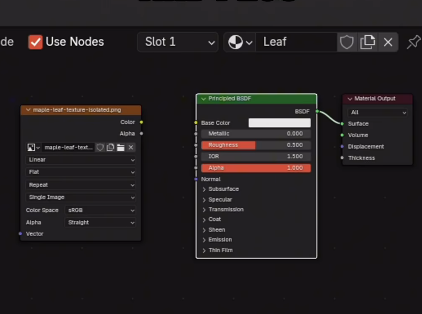 de
Use Nodes
Slot 1
Leaf
maple-leaf-texture-isolated.png
Color
Alpha
maple-leaf-text...
Linear
Flat
Repeat
Single Image
Color Space
sRGB
Alpha
Straight
Vector
Principled BSDF
BSDF
Base Color
Metallic
0.000
Roughness
0.500
IOR
1.500
Alpha
1.000
Normal
Subsurface
Specular
Transmission
Coat
Sheen
Emission
Thin Film
Material Output
All
Surface
Volume
Displacement
Thickness